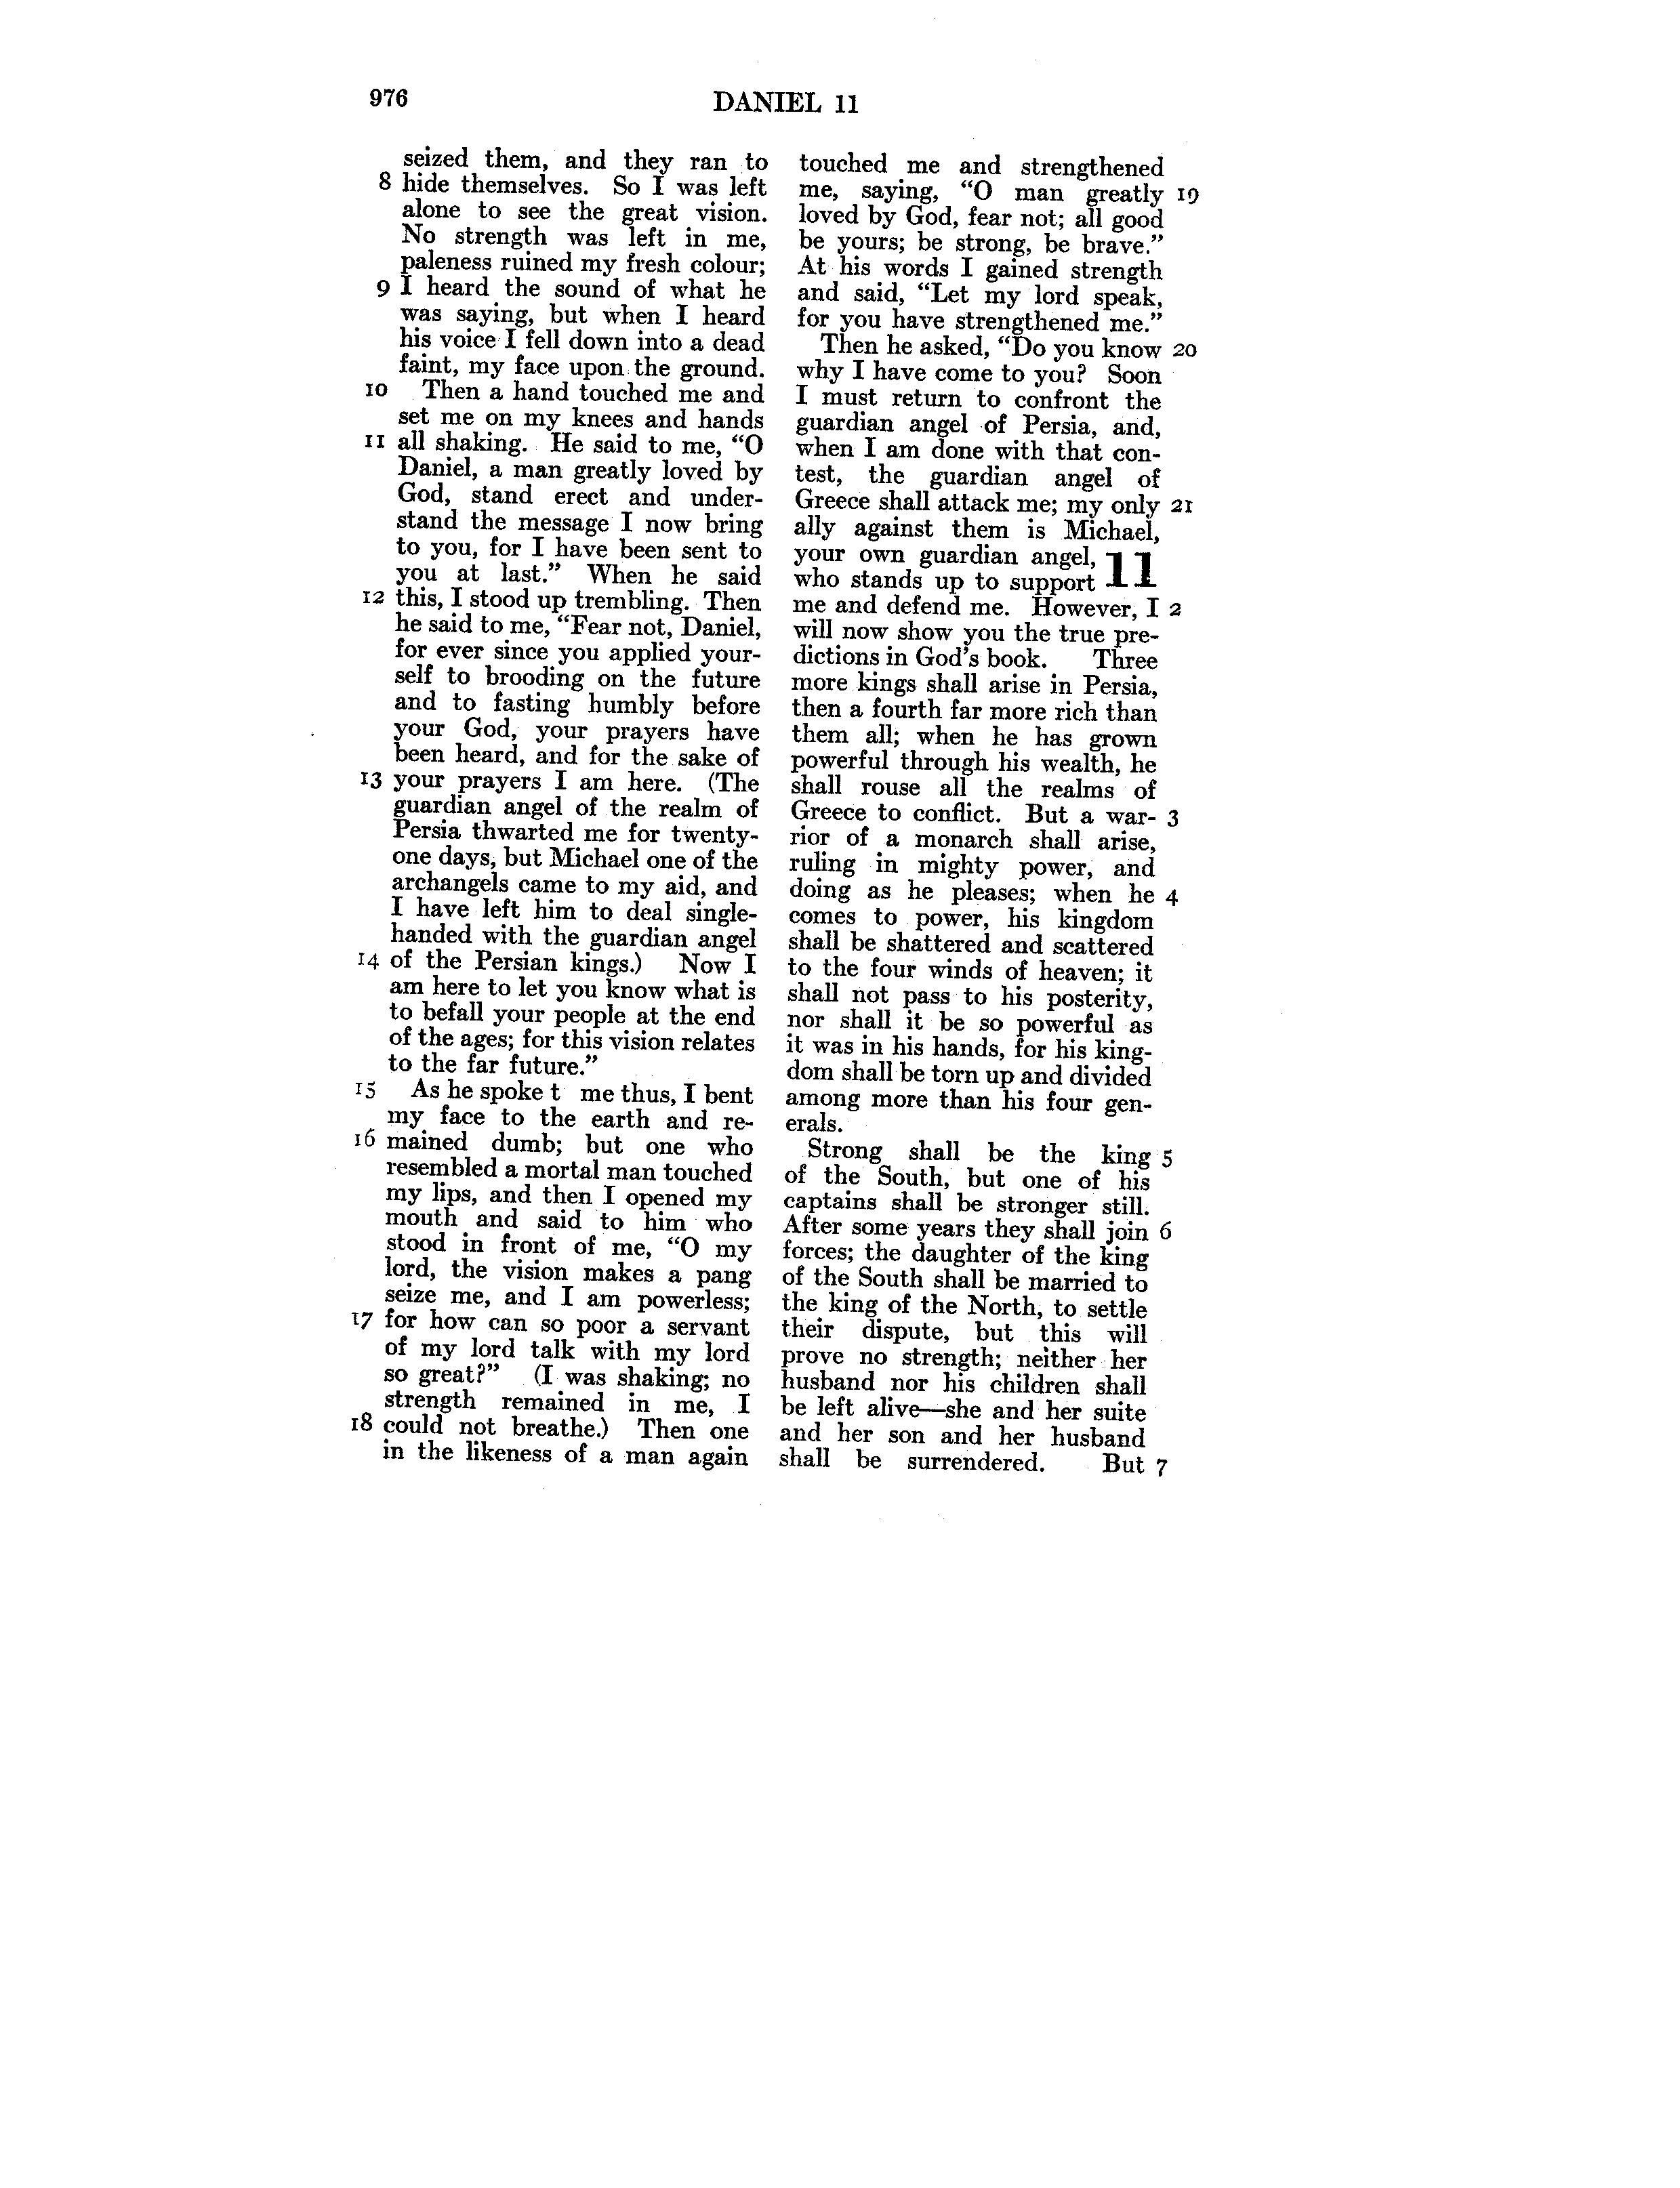 976
DANIEL 11
seized them, and they ran to
8 hide themselves. So I was left
alone to see the great vision.
No strength was left in me,
paleness ruined my fresh colour;
9 I heard the sound of what he
was saying, but when I heard
his voice I fell down into a dead
faint, my face upon the ground.
10 Then a hand touched me and
set me on my knees and hands
11 all shaking. He said to me, “O
Daniel, a man greatly loved by
God, stand erect and under-
stand the message I now bring
to you, for I have been sent to
you at last.” When he said
12 this, I stood up trembling. Then
he said to me, “Fear not, Daniel,
for ever since you applied your-
self to brooding on the future
and to fasting humbly before
your God, your prayers have
been heard, and for the sake of
13 your prayers I am here. (The
guardian angel of the realm of
Persia thwarted me for twenty-
one days, but Michael one of the
archangels came to my aid, and
I have left him to deal single-
handed with the guardian angel
14 of the Persian kings.) Now I
am here to let you know what is
to befall your people at the end
of the ages; for this vision relates
to the far future.”
15 As he spoke t me thus, I bent
my face to the earth and re-
16 mained dumb; but one who
resembled a mortal man touched
my lips, and then I opened my
mouth and said to him who
stood in front of me, “O my
lord, the vision makes a pang
seize me, and I am powerless;
17 for how can so poor a servant
of my lord talk with my lord
so great?” (I was shaking; no
strength remained in me, I
18 could not breathe.) Then one
in the likeness of a man again
touched me and strengthened
me, saying, “O man greatly 19
loved by God, fear not; all good
be yours; be strong, be brave.”
At his words I gained strength
and said, “Let my lord speak,
for you have strengthened me.”
Then he asked, “Do you know 20
why I have come to you? Soon
I must return to confront the
guardian angel of Persia, and,
when I am done with that con-
test, the guardian angel of
Greece shall attack me; my only 21
ally against them is Michael,
your own guardian angel, 11
who stands up to support
me and defend me. However, I 2
will now show you the true pre-
dictions in God’s book. Three
more kings shall arise in Persia,
then a fourth far more rich than
them all; when he has grown
powerful through his wealth, he
shall rouse all the realms of
Greece to conflict. But a war- 3
rior of a monarch shall arise,
ruling in mighty power, and
doing as he pleases; when he 4
comes to power, his kingdom
shall be shattered and scattered
to the four winds of heaven; it
shall not pass to his posterity,
nor shall it be so powerful as
it was in his hands, for his king-
dom shall be torn up and divided
among more than his four gen-
erals.
Strong shall be the king 5
of the South, but one of his
captains shall be stronger still.
After some years they shall join 6
forces; the daughter of the king
of the South shall be married to
the king of the North, to settle
their dispute, but this will
prove no strength; neither her
husband nor his children shall
be left alive—she and her suite
and her son and her husband
shall be surrendered. But 7